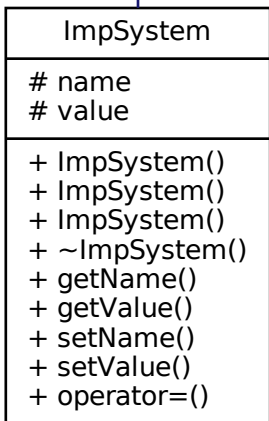 ImpSystem
# name
# value
+ ImpSystem()
+ ImpSystem()
+ ImpSystem()
+ ~ImpSystem()
+ getName()
+ getValue()
+ setName()
+ setValue()
+ operator=()